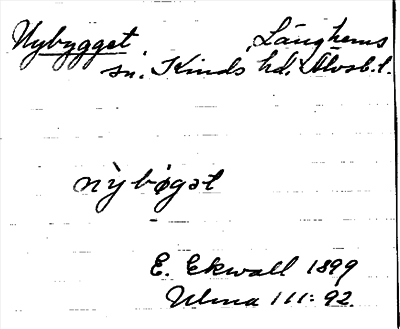 Nybygget, Länghems
sn. Kinds hd. Älvsb.l.
nỳbøgət
E. Ekwall 1899
Ulma 111:92.